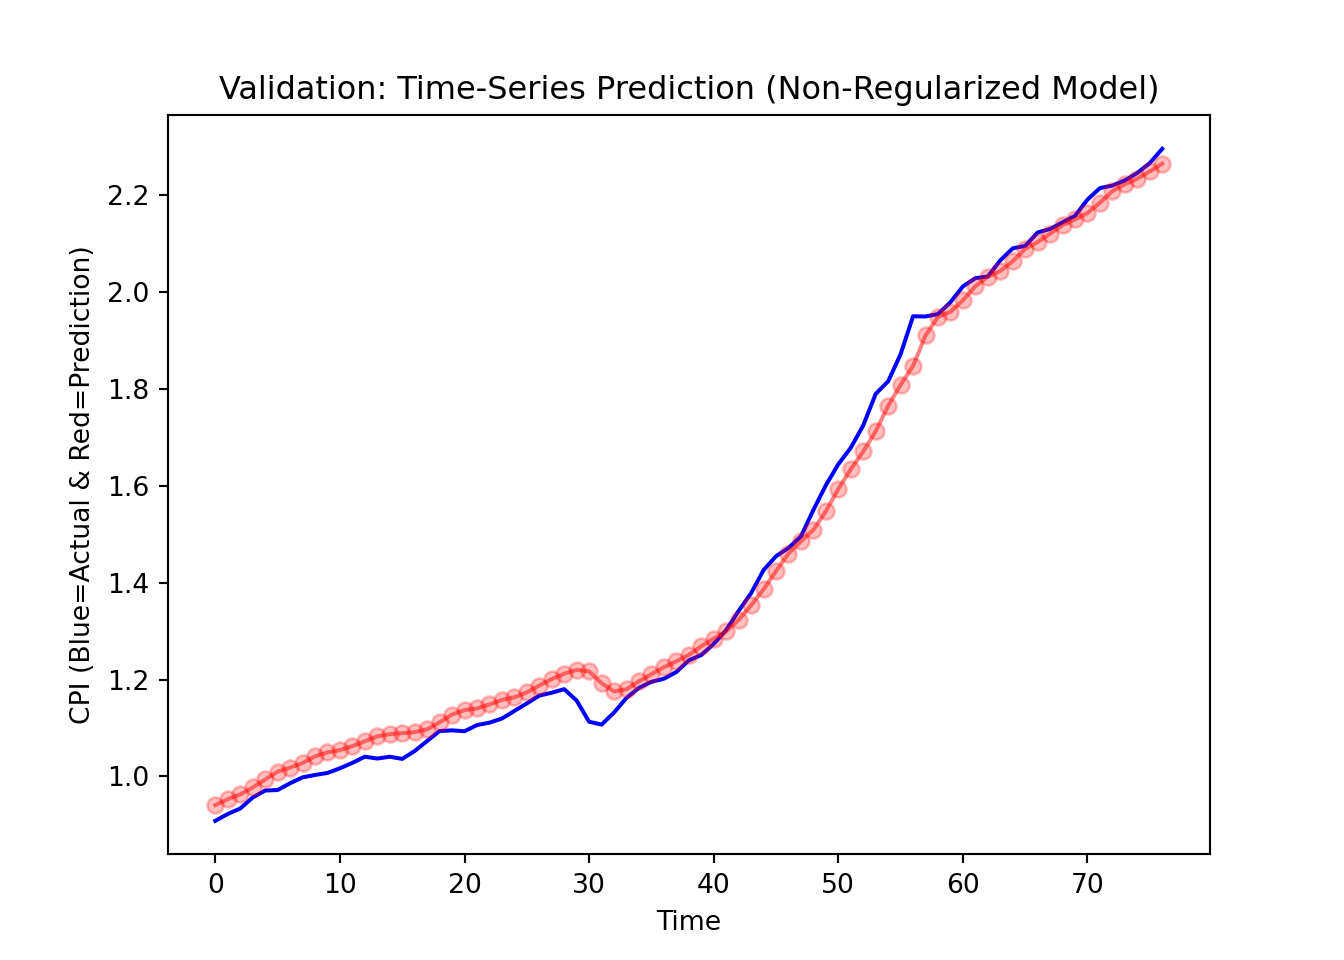 Validation: Time-Series Prediction (Non-Regularized Model)
CPI (Blue=Actual & Red=Prediction)
2.2
2.0
1.8
1.6
1.4
1.2
1.0
0 10 20 30 40 50 60 70
Time